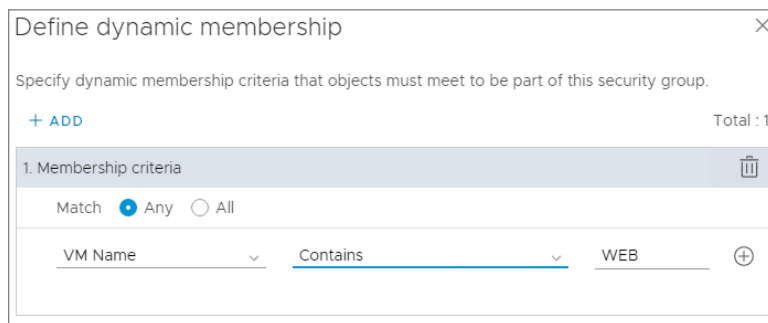 Define dynamic membership
Specify dynamic membership criteria that objects must meet to be part of this security group.
+ ADD
Total : 1
1. Membership criteria
Match Any All
VM Name Contains WEB